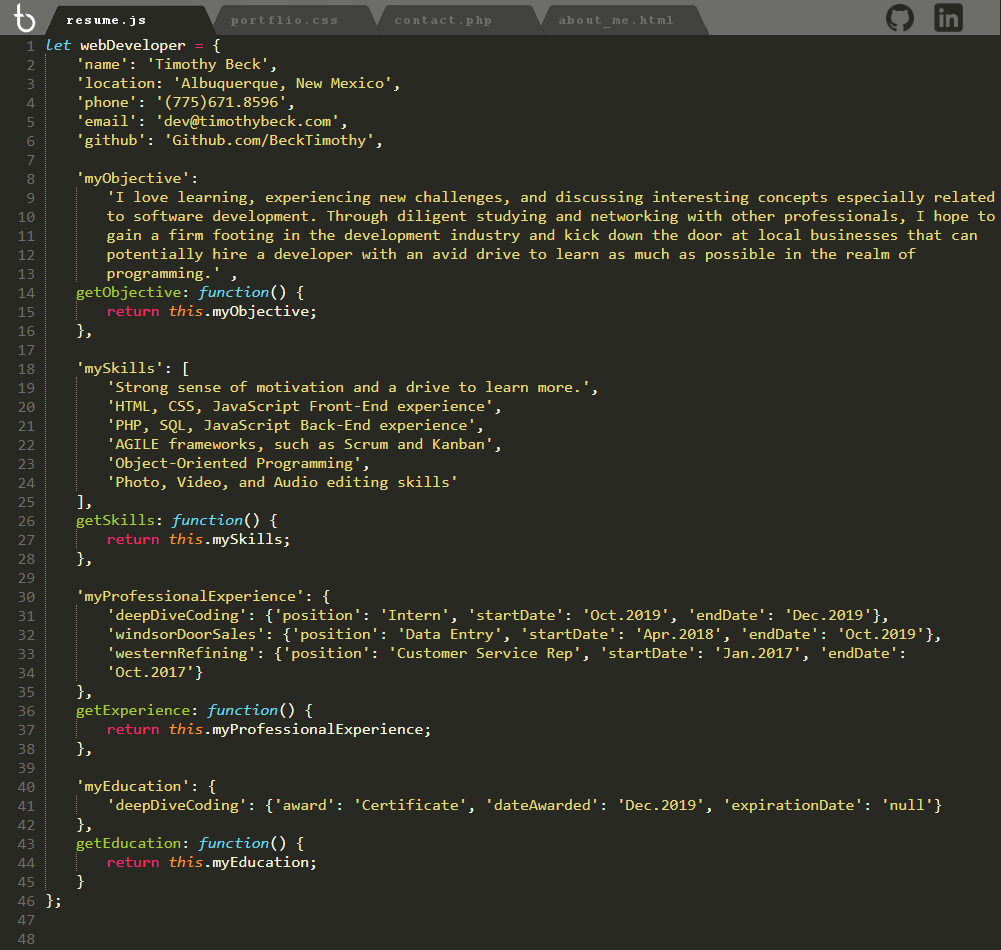 resume.js portflio.css contact.php about_me.html
1 let webDeveloper = {
2 'name': 'Timothy Beck',
3 'location: 'Albuquerque, New Mexico',
4 'phone': '(775)671.8596',
5 'email': 'dev@timothybeck.com',
6 'github': 'Github.com/BeckTimothy',
7
8 'myObjective':
9 'I love learning, experiencing new challenges, and discussing interesting concepts especially related
10 to software development. Through diligent studying and networking with other professionals, I hope to
11 gain a firm footing in the development industry and kick down the door at local businesses that can
12 potentially hire a developer with an avid drive to learn as much as possible in the realm of
13 programming.' ,
14 getObjective: function() {
15 return this.myObjective;
16 },
17
18 'mySkills': [
19 'Strong sense of motivation and a drive to learn more.',
20 'HTML, CSS, JavaScript Front-End experience',
21 'PHP, SQL, JavaScript Back-End experience',
22 'AGILE frameworks, such as Scrum and Kanban',
23 'Object-Oriented Programming',
24 'Photo, Video, and Audio editing skills'
25 ],
26 getSkills: function() {
27 return this.mySkills;
28 },
29
30 'myProfessionalExperience': {
31 'deepDiveCoding': {'position': 'Intern', 'startDate': 'Oct.2019', 'endDate': 'Dec.2019'},
32 'windsorDoorSales': {'position': 'Data Entry', 'startDate': 'Apr.2018', 'endDate': 'Oct.2019'},
33 'westernRefining': {'position': 'Customer Service Rep', 'startDate': 'Jan.2017', 'endDate':
34 'Oct.2017'}
35 },
36 getExperience: function() {
37 return this.myProfessionalExperience;
38 },
39
40 'myEducation': {
41 'deepDiveCoding': {'award': 'Certificate', 'dateAwarded': 'Dec.2019', 'expirationDate': 'null'}
42 },
43 getEducation: function() {
44 return this.myEducation;
45 }
46 };
47
48